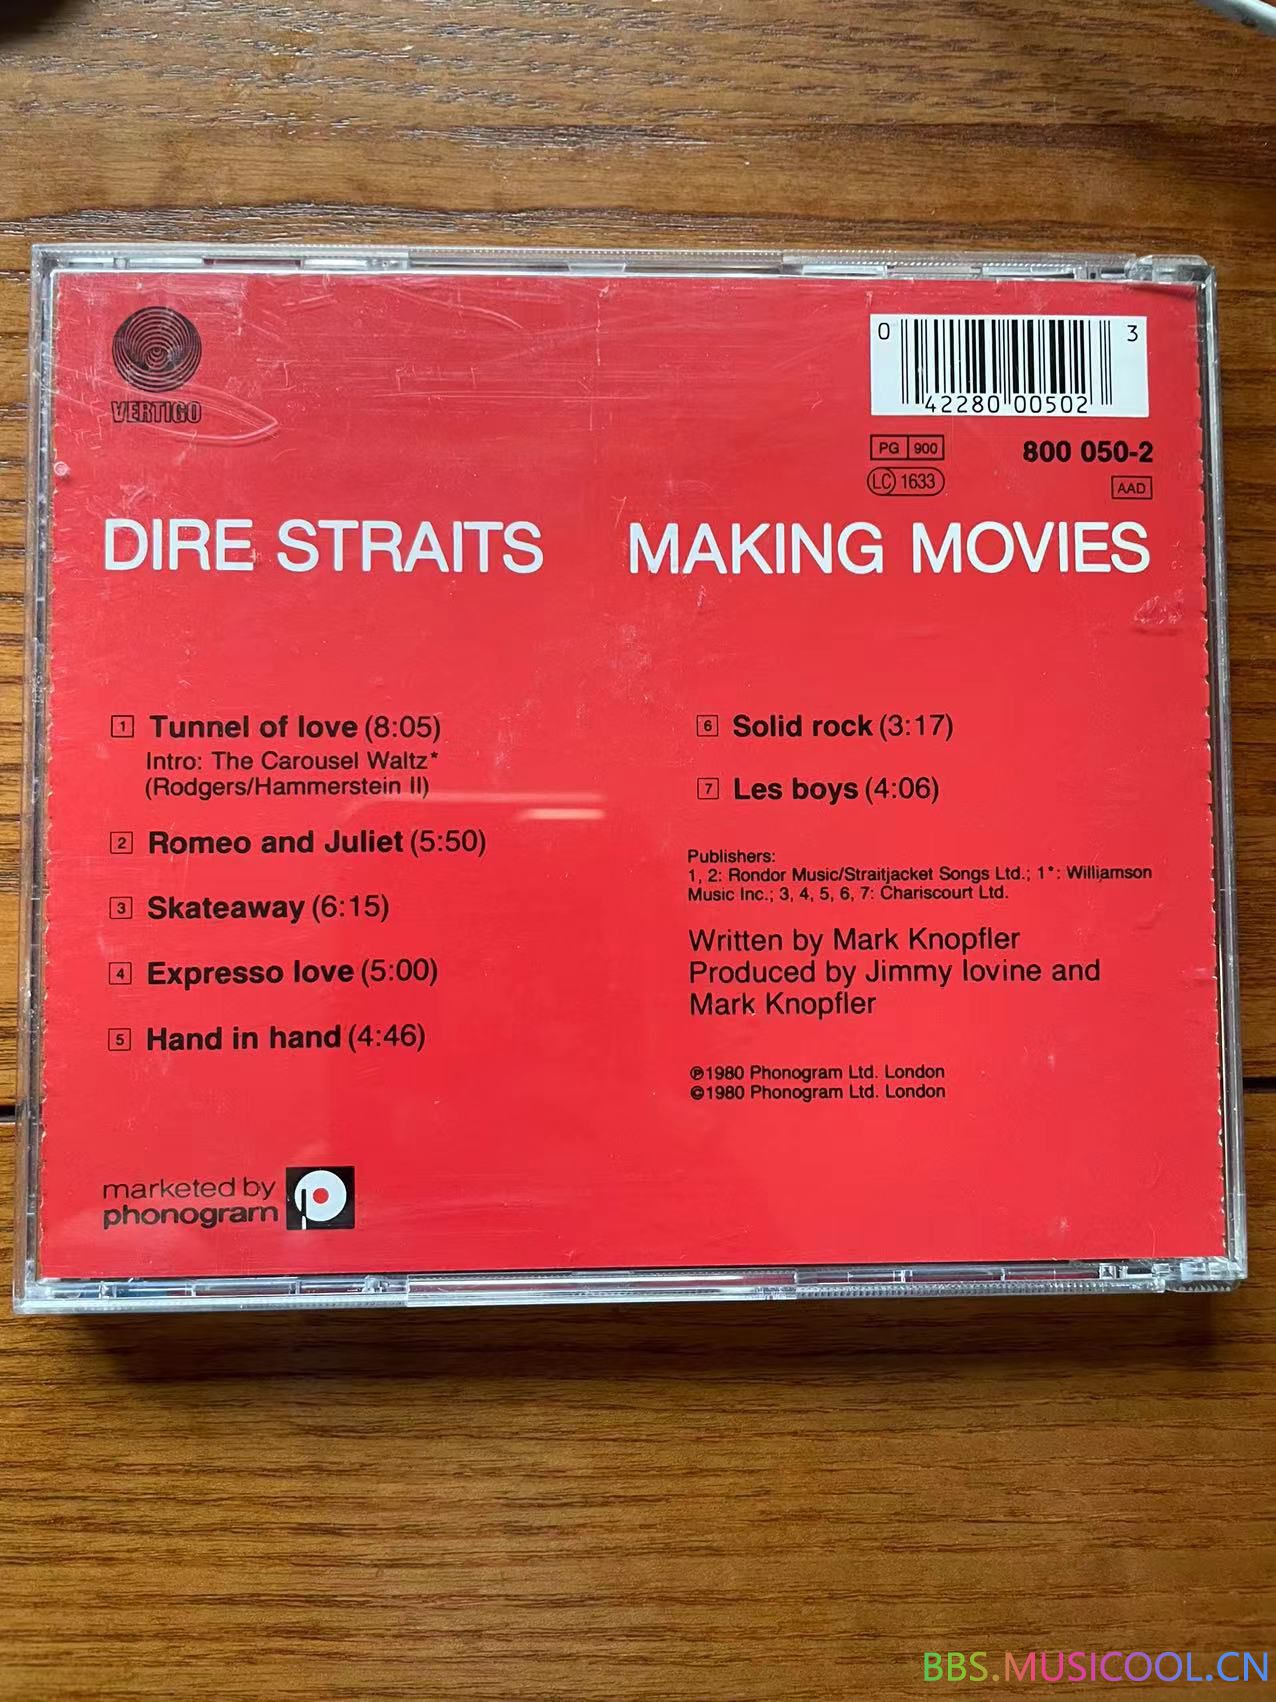 VERTIGO
0 42280 00502 3
PG 900
800 050-2
LC 1633
AAD
DIRE STRAITS
MAKING MOVIES
1 Tunnel of love (8:05)
Intro: The Carousel Waltz*
(Rodgers/Hammerstein II)
2 Romeo and Juliet (5:50)
3 Skateaway (6:15)
4 Expresso love (5:00)
5 Hand in hand (4:46)
6 Solid rock (3:17)
7 Les boys (4:06)
Publishers:
1, 2: Rondor Music/Straitjacket Songs Ltd.; 1*: Williamson
Music Inc.; 3, 4, 5, 6, 7: Chariscourt Ltd.
Written by Mark Knopfler
Produced by Jimmy Iovine and
Mark Knopfler
℗1980 Phonogram Ltd. London
©1980 Phonogram Ltd. London
marketed by
phonogram
BBS.MUSICOOL.CN